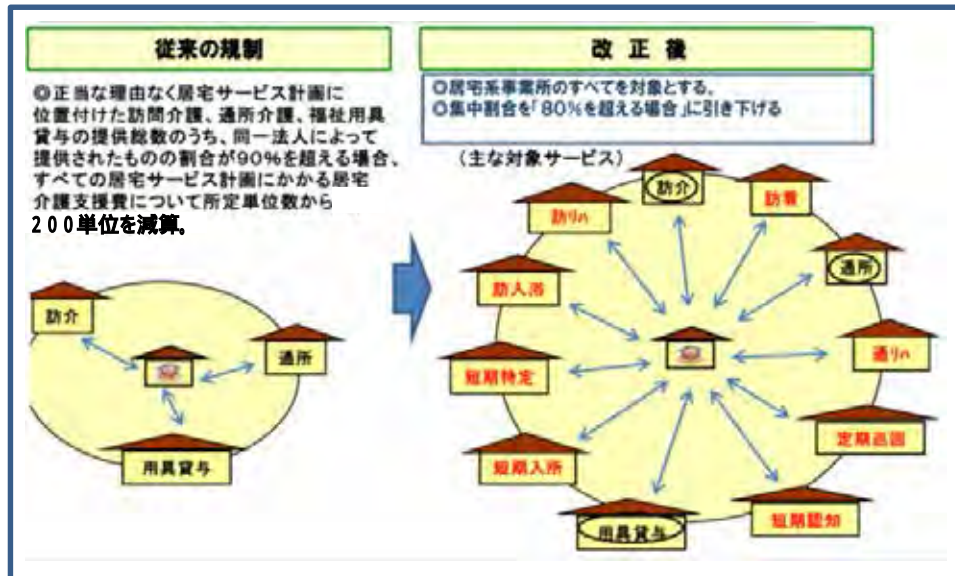 従来の規制
◎正当な理由なく居宅サービス計画に
位置付けた訪問介護、通所介護、福祉用具
貸与の提供総数のうち、同一法人によって
提供されたものの割合が90%を超える場合、
すべての居宅サービス計画にかかる居宅
介護支援費について所定単位数から
200単位を減算。
訪介
通所
用具貸与
改正後
◎居宅系事業所のすべてを対象とする。
◎集中割合を「80%を超える場合」に引き下げる
(主な対象サービス)
訪介
訪看
訪リハ
通所
訪入浴
通リハ
短期特定
定期巡回
短期入所
短期認知
用具貸与